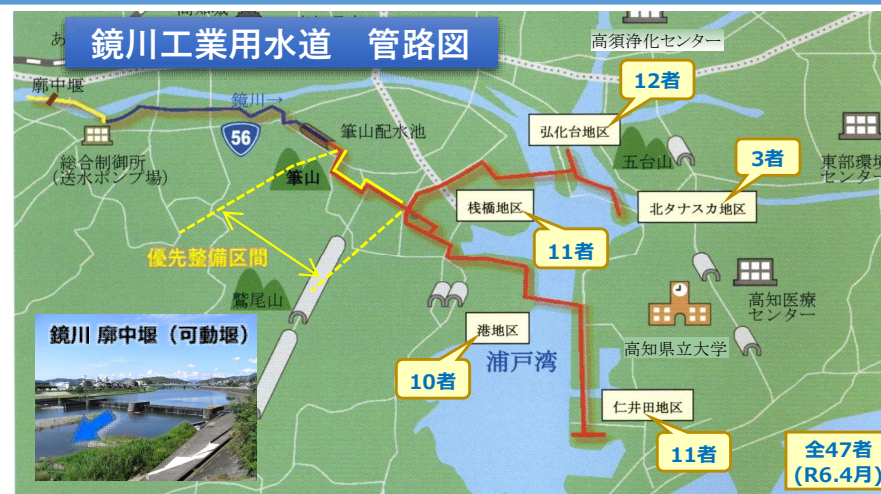 鏡川工業用水道 管路図
高須浄化センター
廓中堰
鏡川→
56
筆山配水池
総合制御所
(送水ポンプ場)
筆山
12者
弘化台地区
五台山
3者
東部環境
センター
北タナスカ地区
桟橋地区
11者
優先整備区間
鷲尾山
高知医療
センター
鏡川 廓中堰（可動堰）
港地区
浦戸湾
高知県立大学
10者
仁井田地区
11者
全47者
(R6.4月)